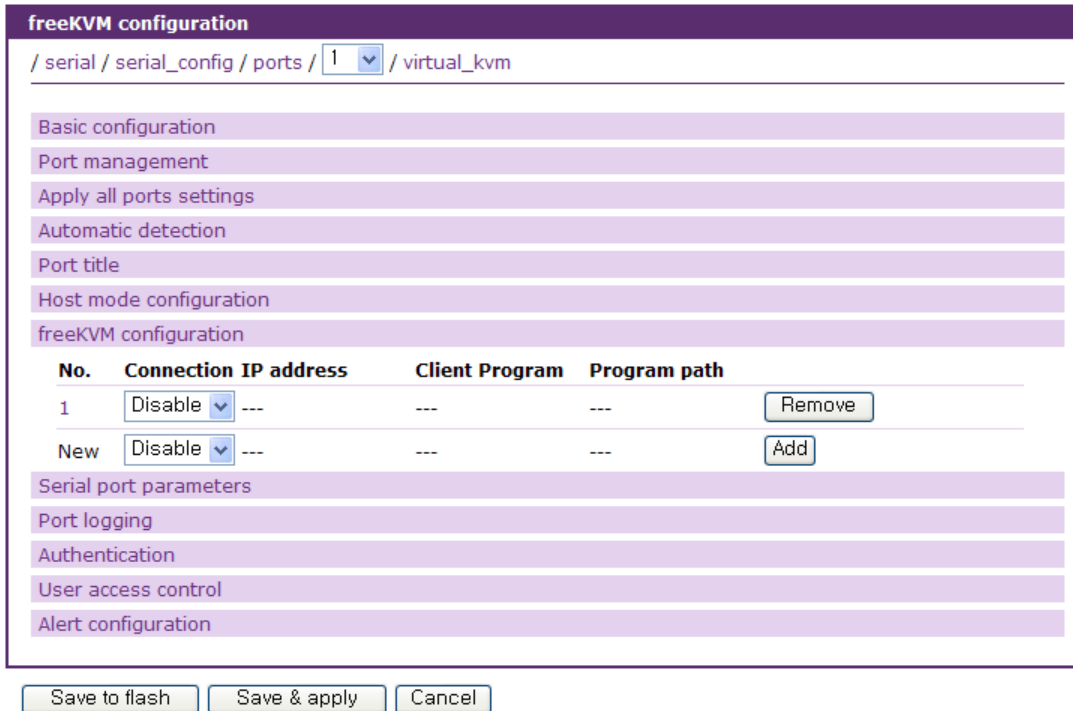 freeKVM configuration
/ serial / serial_config / ports / 1 / virtual_kvm
Basic configuration
Port management
Apply all ports settings
Automatic detection
Port title
Host mode configuration
freeKVM configuration
No. Connection IP address Client Program Program path
1 Disable --- --- --- Remove
New Disable --- --- --- Add
Serial port parameters
Port logging
Authentication
User access control
Alert configuration
Save to flash Save & apply Cancel